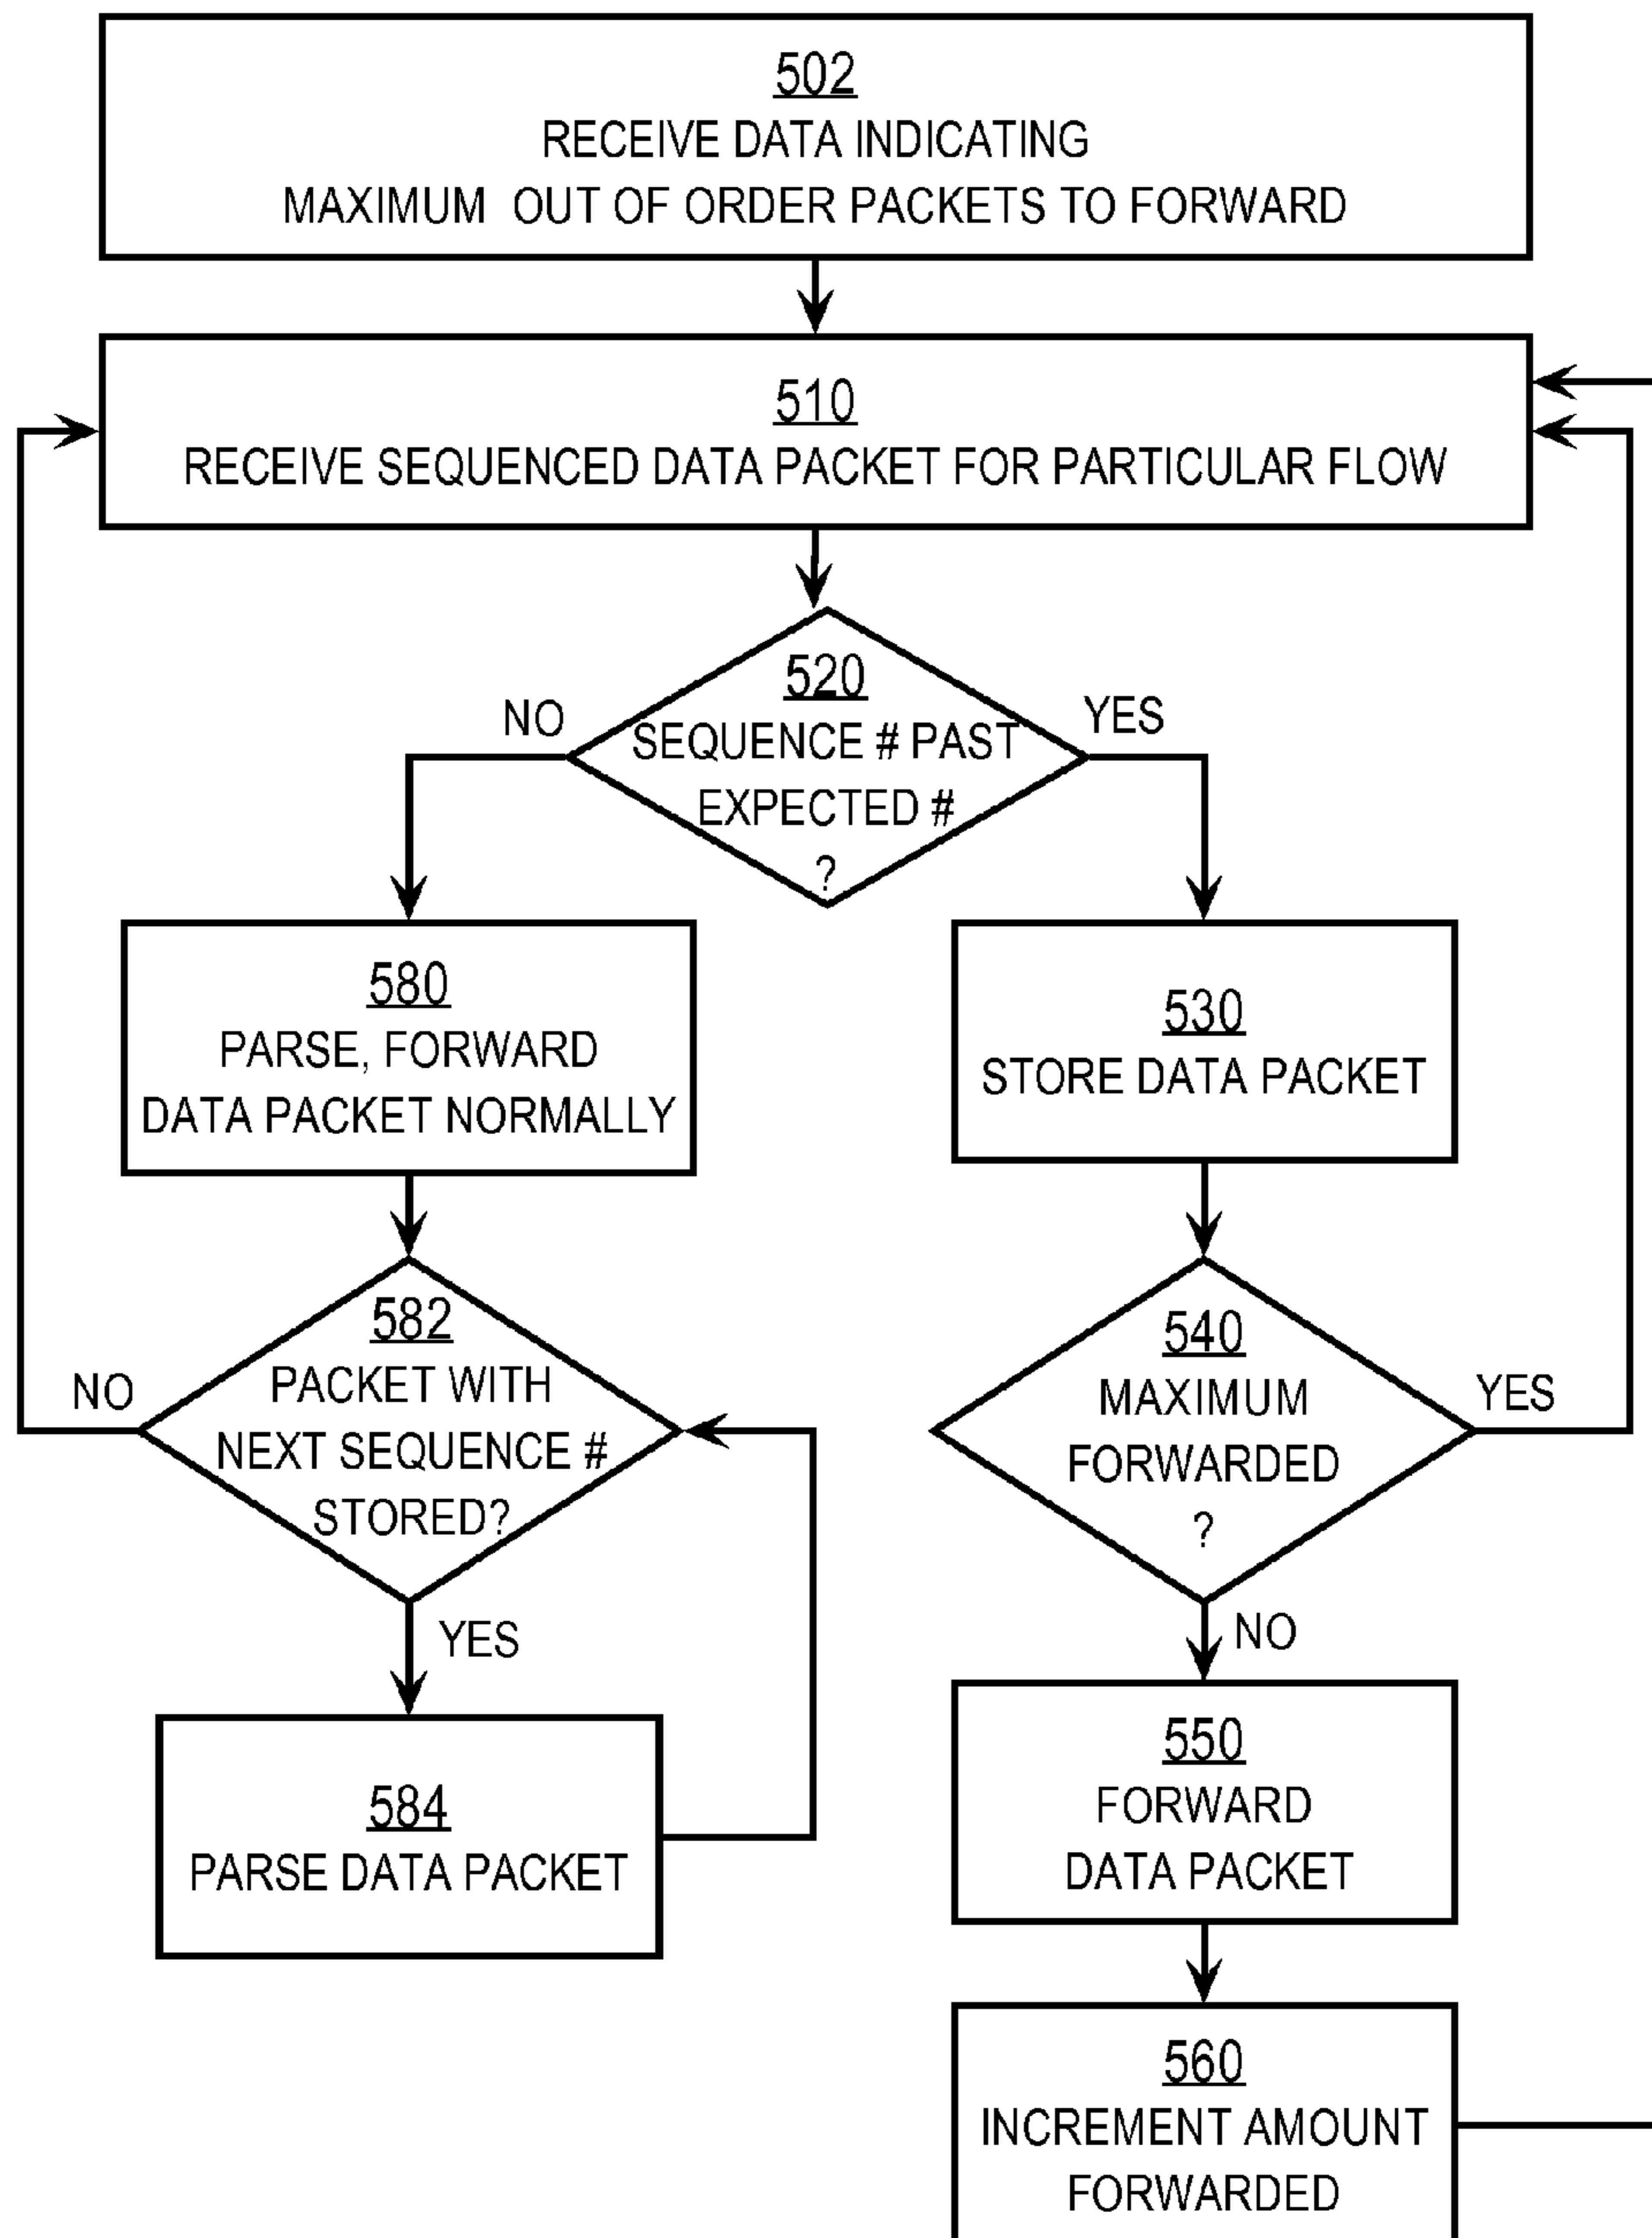 502
RECEIVE DATA INDICATING
MAXIMUM OUT OF ORDER PACKETS TO FORWARD
510
RECEIVE SEQUENCED DATA PACKET FOR PARTICULAR FLOW
520
SEQUENCE # PAST
EXPECTED #
?
NO
YES
580
PARSE, FORWARD
DATA PACKET NORMALLY
530
STORE DATA PACKET
582
PACKET WITH
NEXT SEQUENCE #
STORED?
NO
YES
540
MAXIMUM
FORWARDED
?
YES
NO
584
PARSE DATA PACKET
550
FORWARD
DATA PACKET
560
INCREMENT AMOUNT
FORWARDED